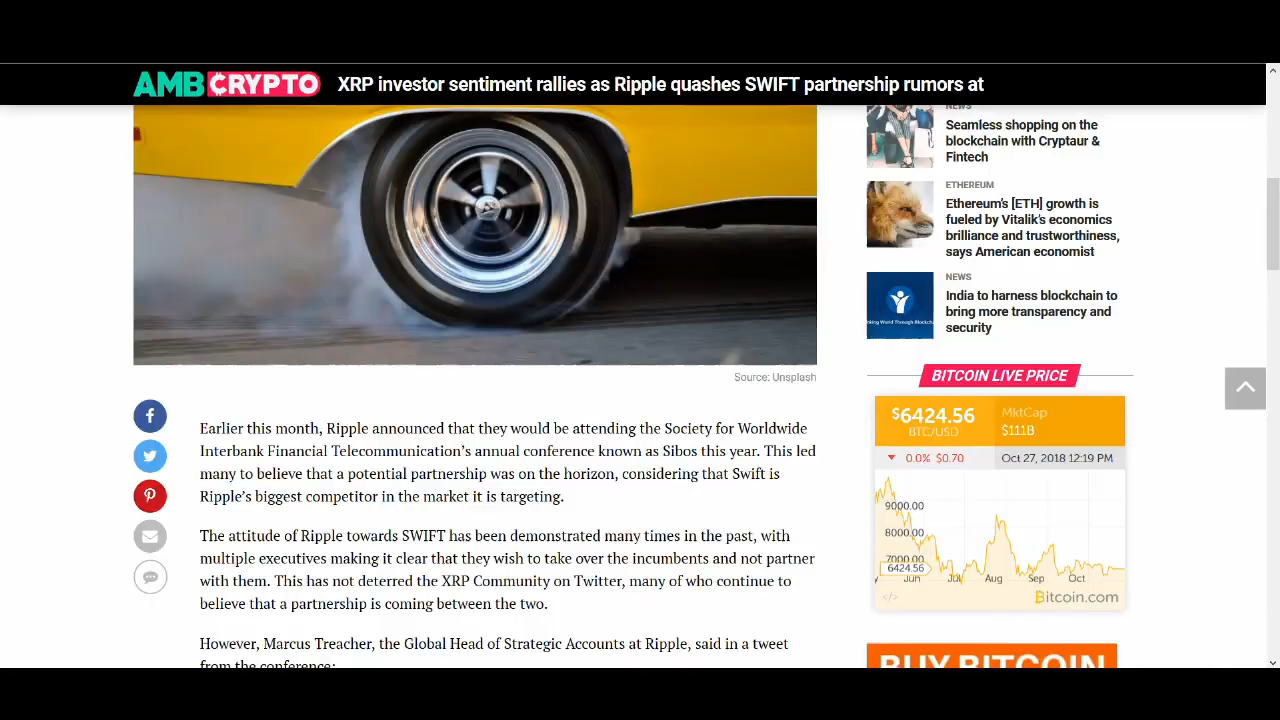 AMBCRYPTO
XRP investor sentiment rallies as Ripple quashes SWIFT partnership rumors at
NEWS
Seamless shopping on the
blockchain with Cryptaur &
Fintech
ETHEREUM
Ethereum's [ETH] growth is
fueled by Vitalik's economics
brilliance and trustworthiness,
says American economist
NEWS
India to harness blockchain to
bring more transparency and
security
Source: Unsplash
Earlier this month, Ripple announced that they would be attending the Society for Worldwide
Interbank Financial Telecommunication's annual conference known as Sibos this year. This led
many to believe that a potential partnership was on the horizon, considering that Swift is
Ripple's biggest competitor in the market it is targeting.
The attitude of Ripple towards SWIFT has been demonstrated many times in the past, with
multiple executives making it clear that they wish to take over the incumbents and not partner
with them. This has not deterred the XRP Community on Twitter, many of who continue to
believe that a partnership is coming between the two.
However, Marcus Treacher, the Global Head of Strategic Accounts at Ripple, said in a tweet
from the conference:
BITCOIN LIVE PRICE
$6424.56
BTC/USD
MktCap
$111B
0.0% $0.70
Oct 27, 2018 12:19 PM
9000.00
8000.00
7000.00
6424.56
Jun Jul Aug Sep Oct
</>
Bitcoin.com
BUY BITCOIN